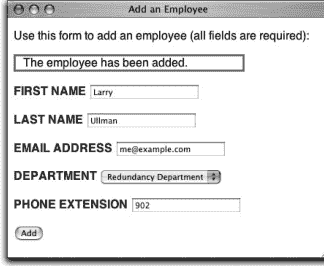 Add an Employee
Use this form to add an employee (all fields are required):
The employee has been added.
FIRST NAME Larry
LAST NAME Ullman
EMAIL ADDRESS me@example.com
DEPARTMENT Redundancy Department
PHONE EXTENSION 902
Add